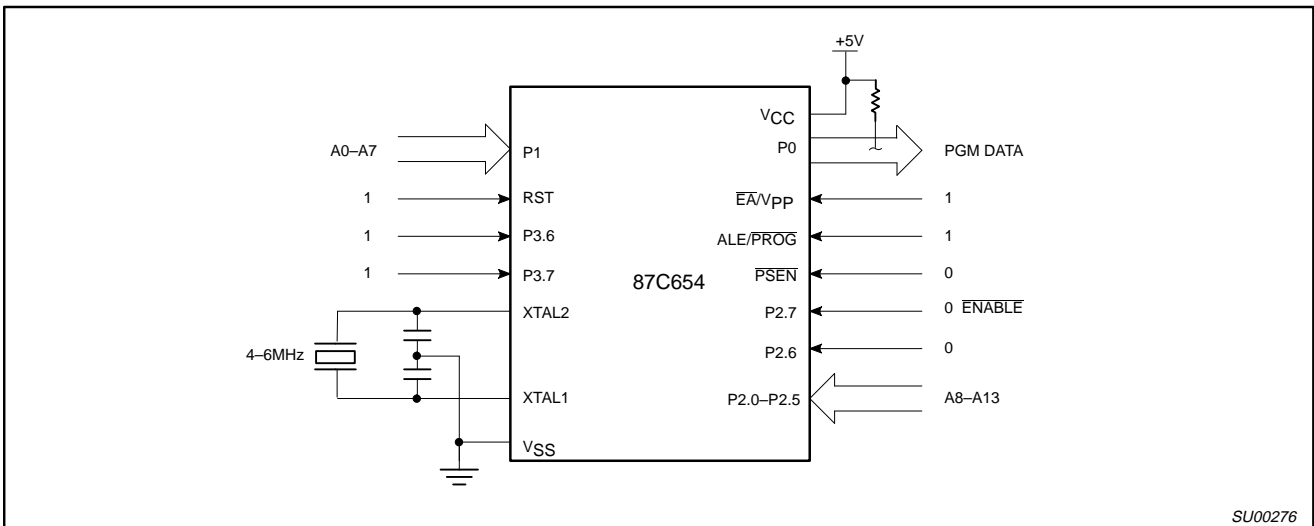 +5V
VCC
A0–A7
P1
P0
PGM DATA
1
RST
EA/VPP
1
1
P3.6
ALE/PROG
1
1
P3.7
87C654
PSEN
0
XTAL2
P2.7
0 ENABLE
4–6MHz
P2.6
0
XTAL1
P2.0–P2.5
A8–A13
VSS
SU00276